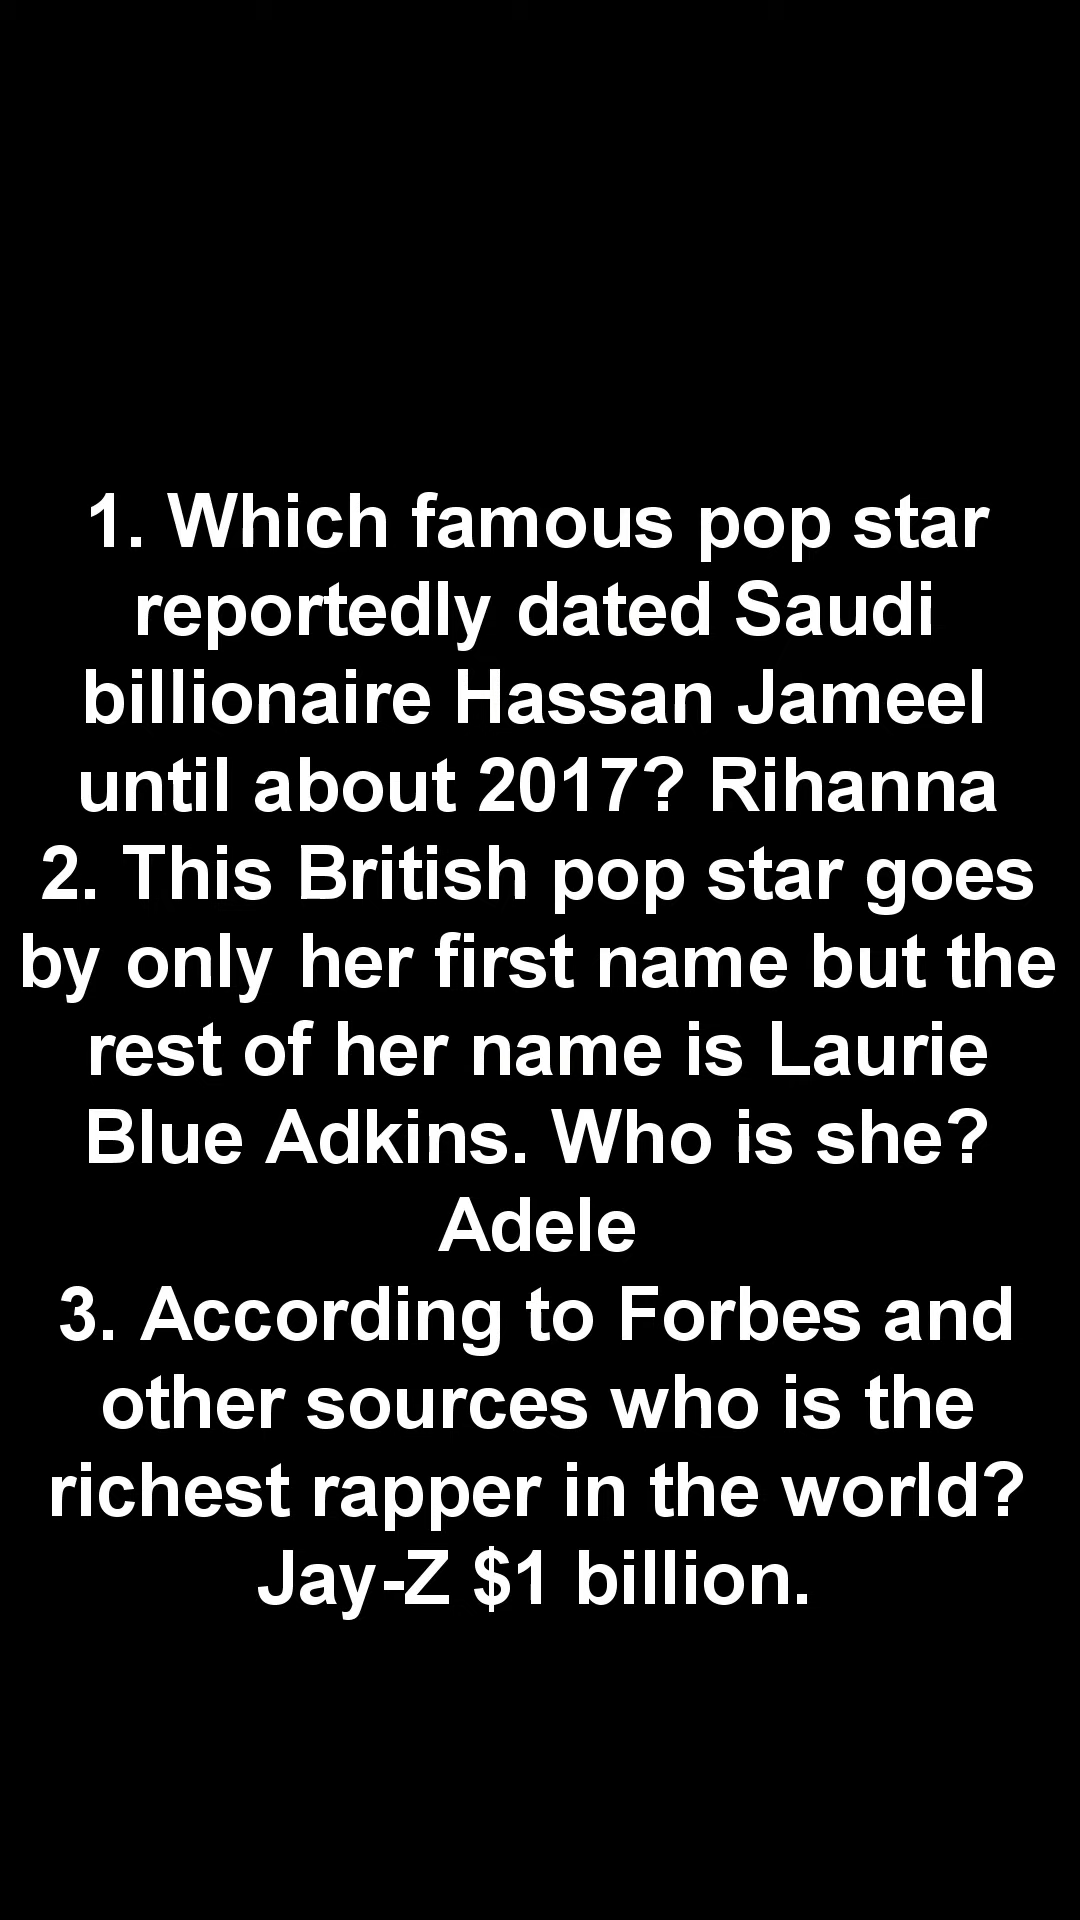 1. Which famous pop star
reportedly dated Saudi
billionaire Hassan Jameel
until about 2017? Rihanna
2. This British pop star goes
by only her first name but the
rest of her name is Laurie
Blue Adkins. Who is she?
Adele
3. According to Forbes and
other sources who is the
richest rapper in the world?
Jay-Z $1 billion.